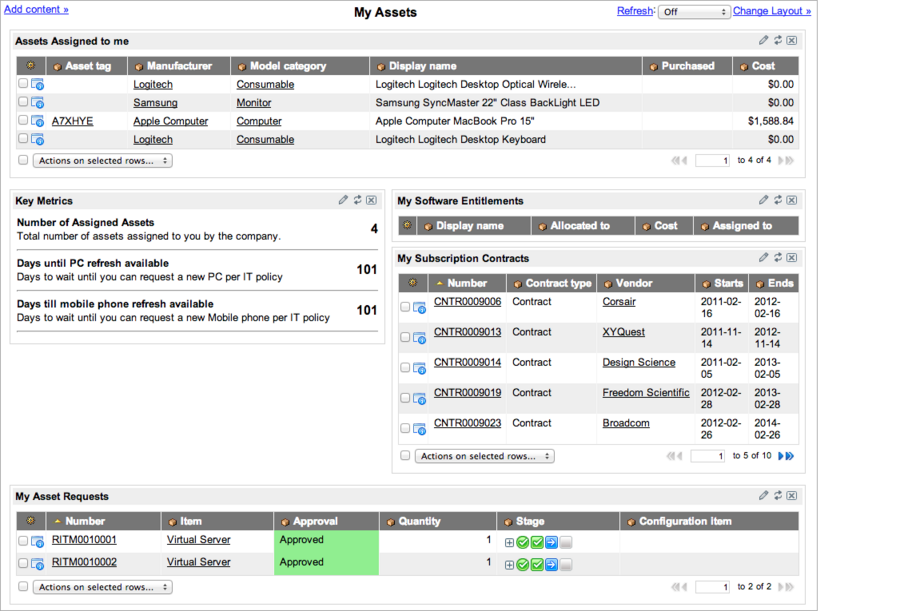 Add content »
My Assets
Refresh: Off Change Layout »
Assets Assigned to me
Asset tag Manufacturer Model category Display name Purchased Cost
Logitech Consumable Logitech Logitech Desktop Optical Wirele... $0.00
Samsung Monitor Samsung SyncMaster 22" Class BackLight LED $0.00
A7XHYE Apple Computer Computer Apple Computer MacBook Pro 15" $1,588.84
Logitech Consumable Logitech Logitech Desktop Keyboard $0.00
Actions on selected rows... 1 to 4 of 4
Key Metrics
Number of Assigned Assets
Total number of assets assigned to you by the company.
4
Days until PC refresh available
Days to wait until you can request a new PC per IT policy
101
Days till mobile phone refresh available
Days to wait until you can request a new Mobile phone per IT policy
101
My Software Entitlements
Display name Allocated to Cost Assigned to
My Subscription Contracts
Number Contract type Vendor Starts Ends
CNTR0009006 Contract Corsair 2011-02-16 2012-02-16
CNTR0009013 Contract XYQuest 2011-11-14 2012-11-14
CNTR0009014 Contract Design Science 2011-02-05 2013-02-05
CNTR0009019 Contract Freedom Scientific 2012-02-28 2013-02-28
CNTR0009023 Contract Broadcom 2012-02-26 2014-02-26
Actions on selected rows... 1 to 5 of 10
My Asset Requests
Number Item Approval Quantity Stage Configuration item
RITM0010001 Virtual Server Approved 1
RITM0010002 Virtual Server Approved 1
Actions on selected rows... 1 to 2 of 2